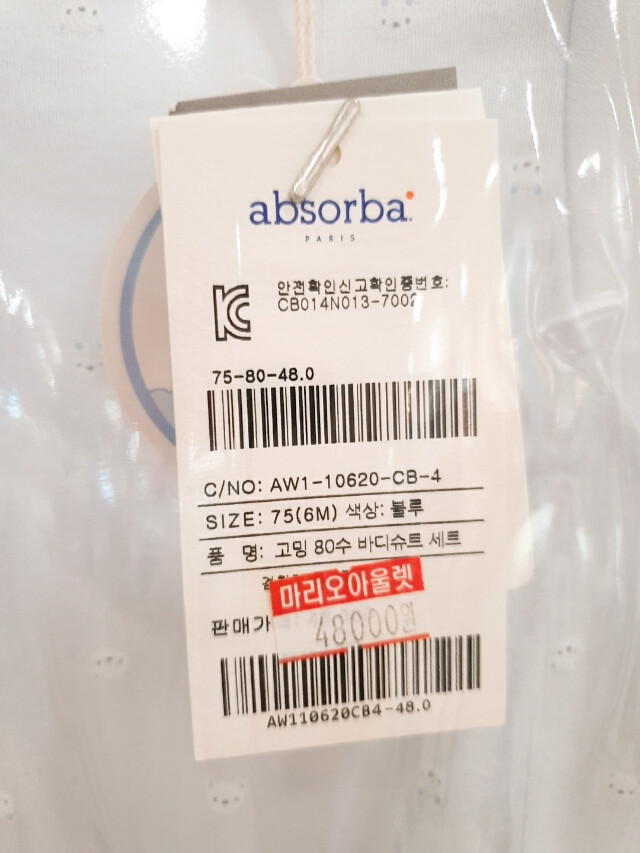 absorba
PARIS
안전확인신고확인증번호:
CB014N013-7002
75-80-48.0
C/NO: AW1-10620-CB-4
SIZE: 75(6M) 색상: 블루
품 명: 고밍 80수 바디슈트 세트
마리오아울렛
판매가
48000원
AW110620CB4-48.0